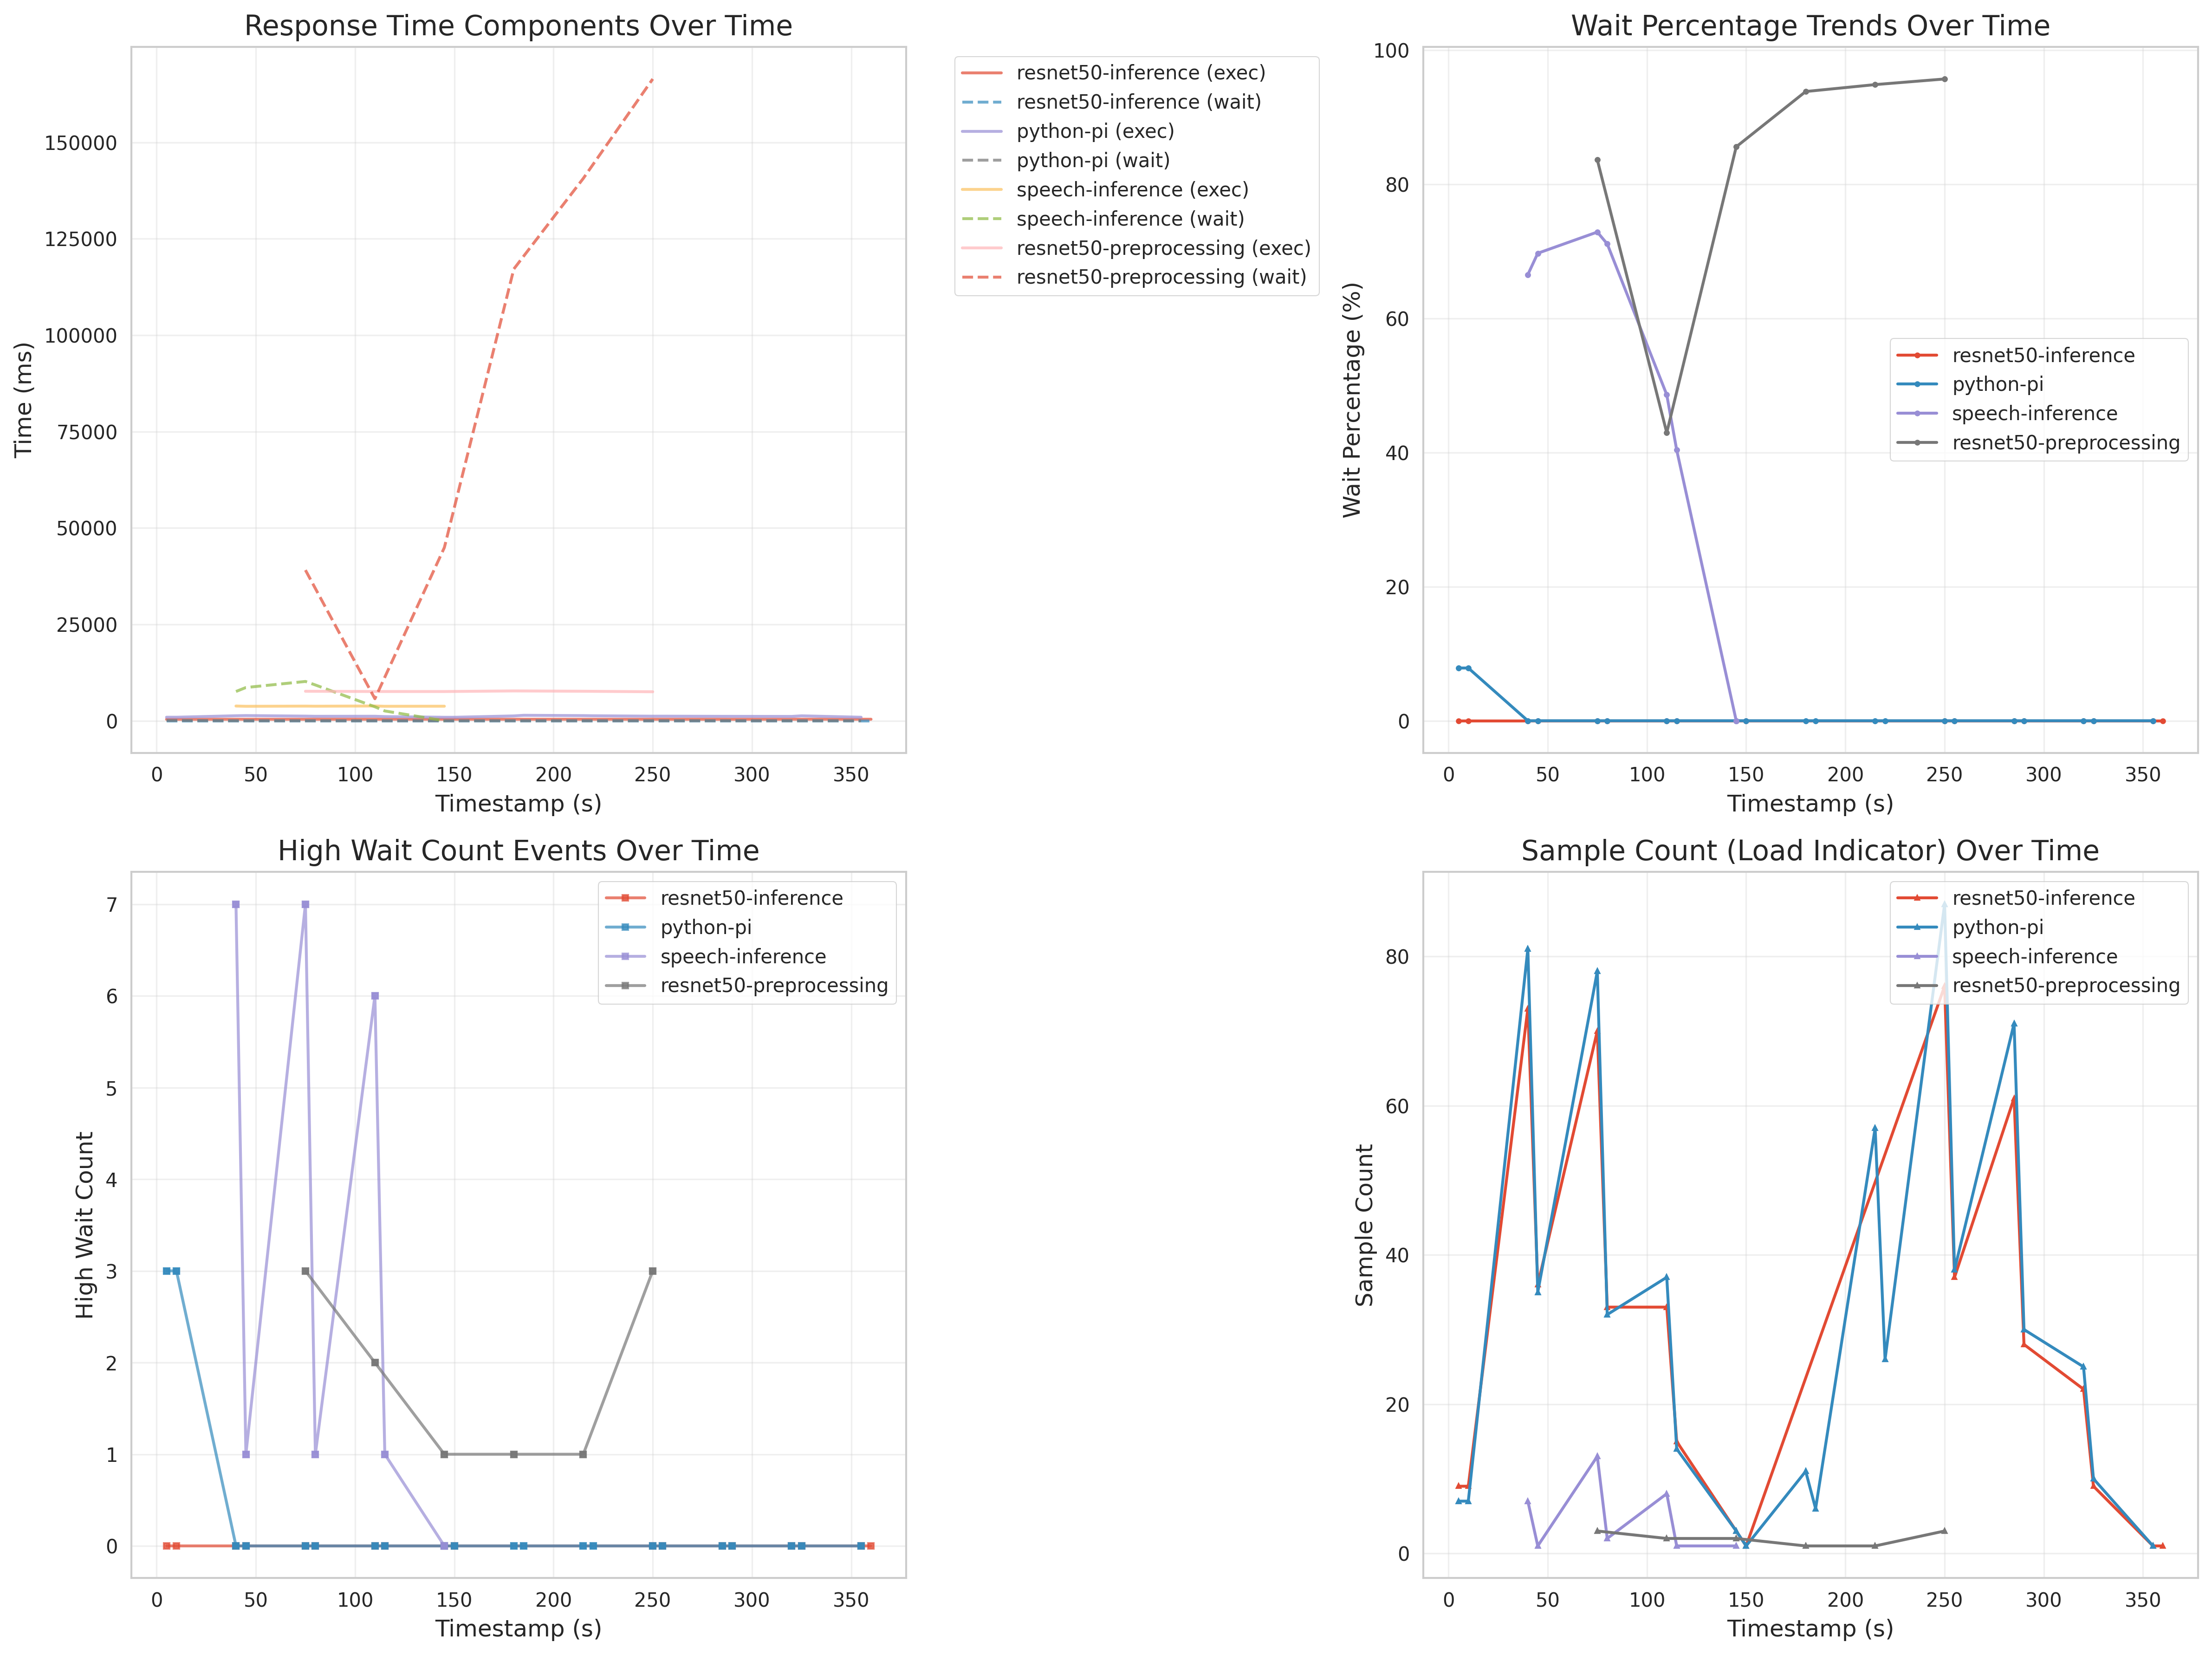 Response Time Components Over Time
Time (ms)
150000
125000
100000
75000
50000
25000
0
0 50 100 150 200 250 300 350
Timestamp (s)
resnet50-inference (exec)
resnet50-inference (wait)
python-pi (exec)
python-pi (wait)
speech-inference (exec)
speech-inference (wait)
resnet50-preprocessing (exec)
resnet50-preprocessing (wait)
Wait Percentage Trends Over Time
Wait Percentage (%)
100
80
60
40
20
0
0 50 100 150 200 250 300 350
Timestamp (s)
resnet50-inference
python-pi
speech-inference
resnet50-preprocessing
High Wait Count Events Over Time
High Wait Count
7
6
5
4
3
2
1
0
0 50 100 150 200 250 300 350
Timestamp (s)
resnet50-inference
python-pi
speech-inference
resnet50-preprocessing
Sample Count (Load Indicator) Over Time
Sample Count
80
60
40
20
0
0 50 100 150 200 250 300 350
Timestamp (s)
resnet50-inference
python-pi
speech-inference
resnet50-preprocessing